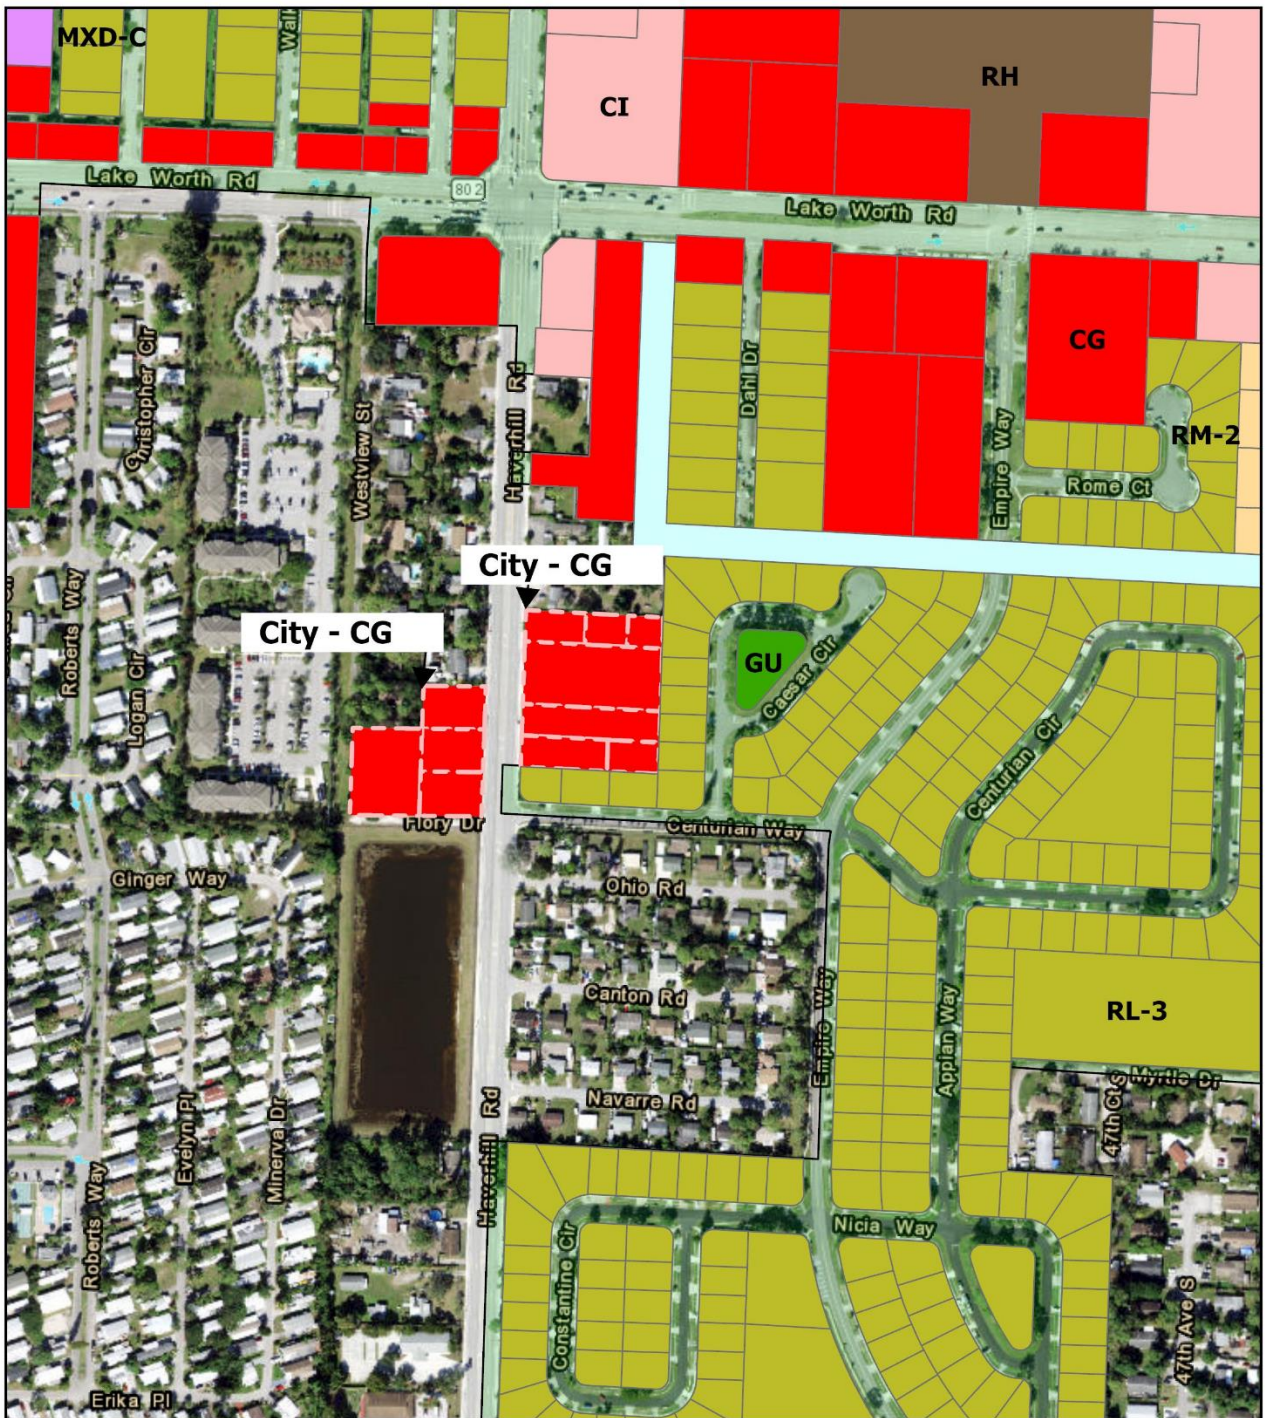 MXD-C
Wall
RH
CI
Lake Worth Rd
80 2
Lake Worth Rd
Christopher Cir
Westview St
Haverhill Rd
Dahl Dr
CG
RM-2
Empire Way
Rome Ct
City - CG
City - CG
Roberts Way
Logan Cir
GU
Caesar Cir
Centurian Cir
Flory Dr
Centurian Way
Ginger Way
Ohio Rd
Canton Rd
Empire Way
Appian Way
RL-3
Navarre Rd
Myrtle Dr
47th Ct S
Evelyn Pl
Minerva Dr
Haverhill Rd
Roberts Way
Nicia Way
Constantine Cir
47th Ave S
Erika Pl